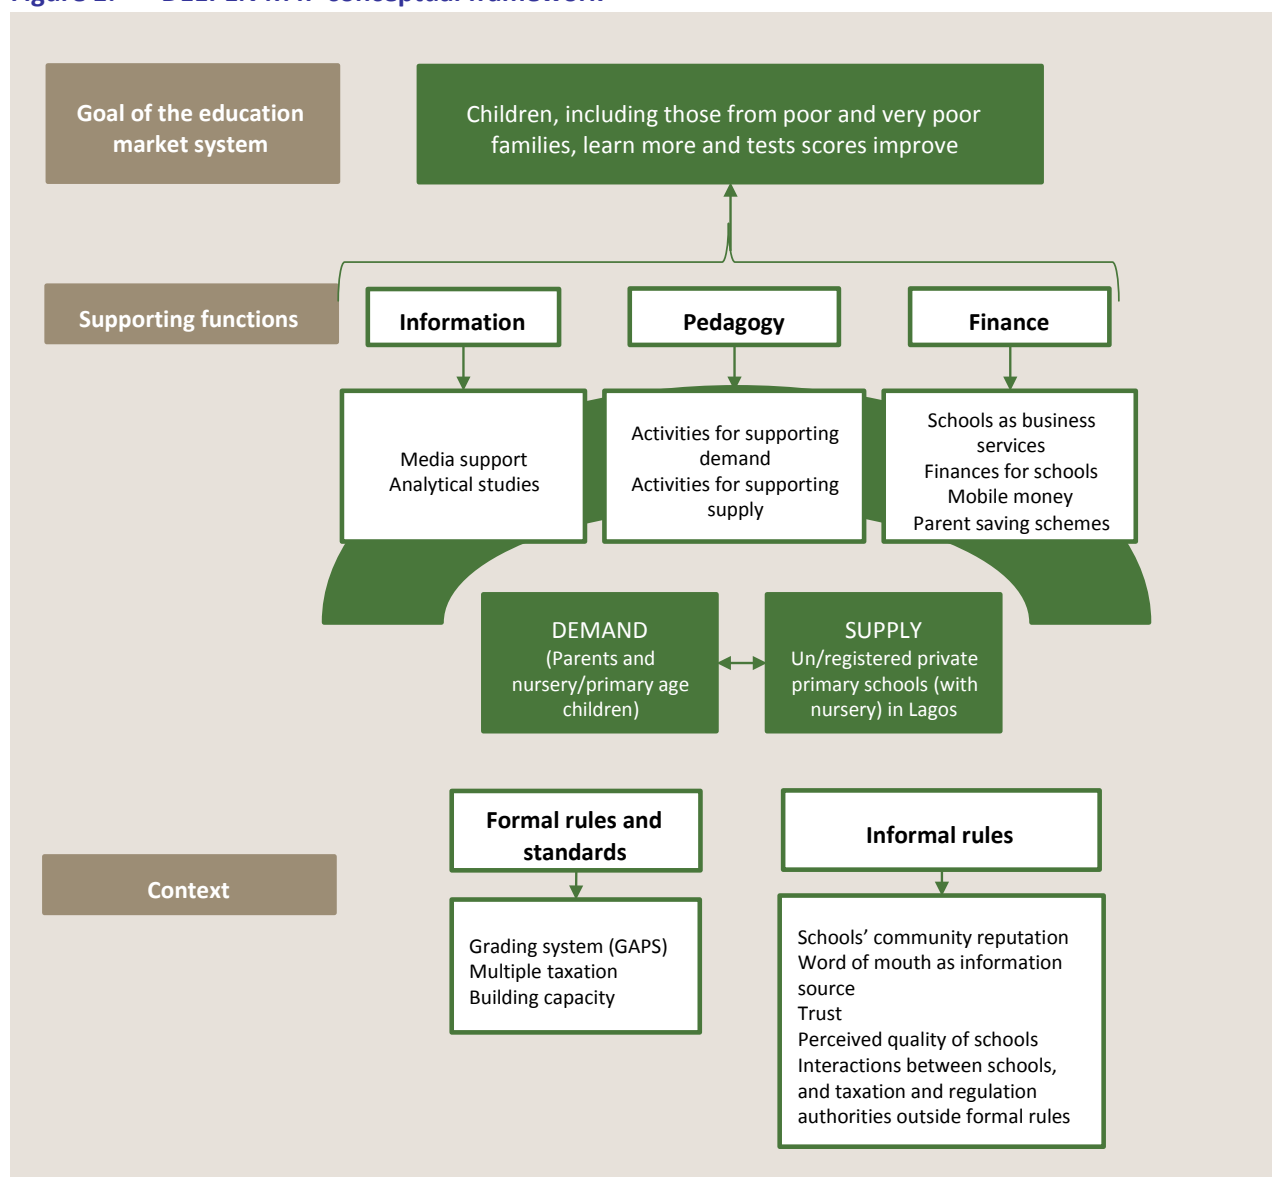 Goal of the education
market system
Children, including those from poor and very poor
families, learn more and tests scores improve
Supporting functions
Information
Pedagogy
Finance
Media support
Analytical studies
Activities for supporting
demand
Activities for supporting
supply
Schools as business
services
Finances for schools
Mobile money
Parent saving schemes
DEMAND
(Parents and
nursery/primary age
children)
SUPPLY
Un/registered private
primary schools (with
nursery) in Lagos
Context
Formal rules and
standards
Informal rules
Grading system (GAPS)
Multiple taxation
Building capacity
Schools’ community reputation
Word of mouth as information
source
Trust
Perceived quality of schools
Interactions between schools,
and taxation and regulation
authorities outside formal rules